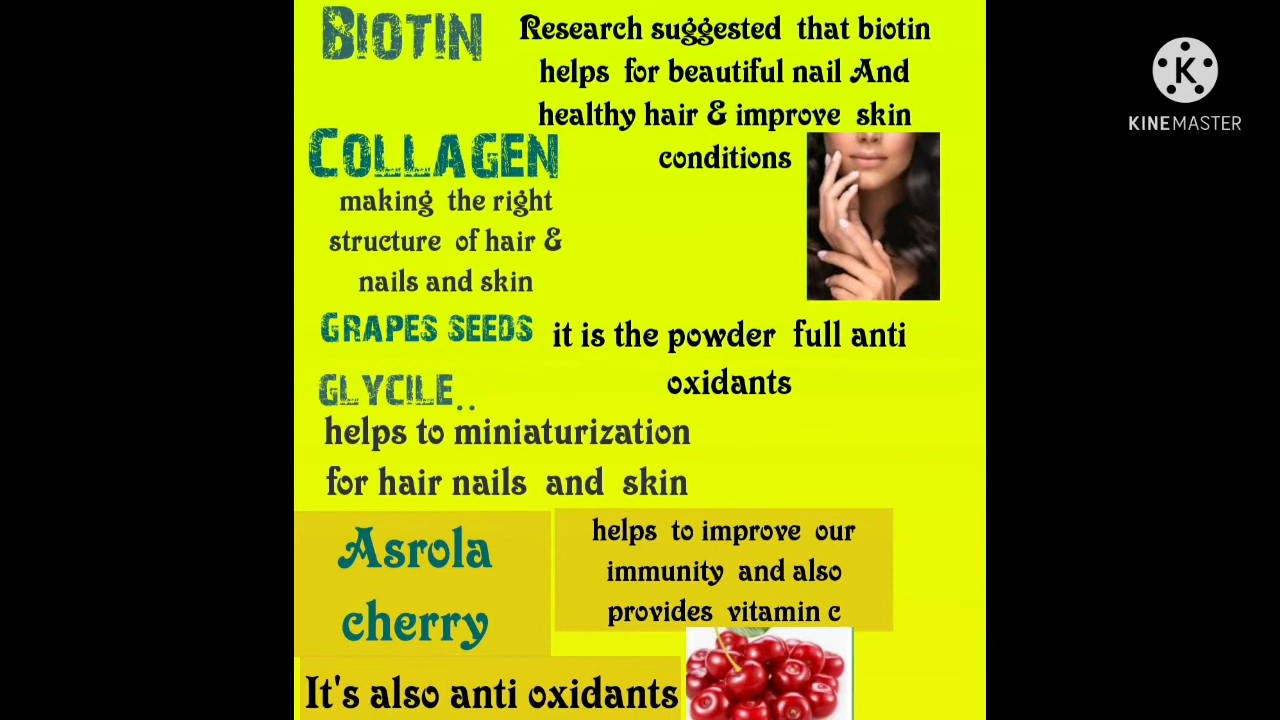 BIOTIN
Research suggested that biotin
helps for beautiful nail And
healthy hair & improve skin
conditions
COLLAGEN
making the right
structure of hair &
nails and skin
GRAPES SEEDS
it is the powder full anti
oxidants
GLYCILE..
helps to miniaturization
for hair nails and skin
Asrola
cherry
helps to improve our
immunity and also
provides vitamin c
It's also anti oxidants
K
KINEMASTER